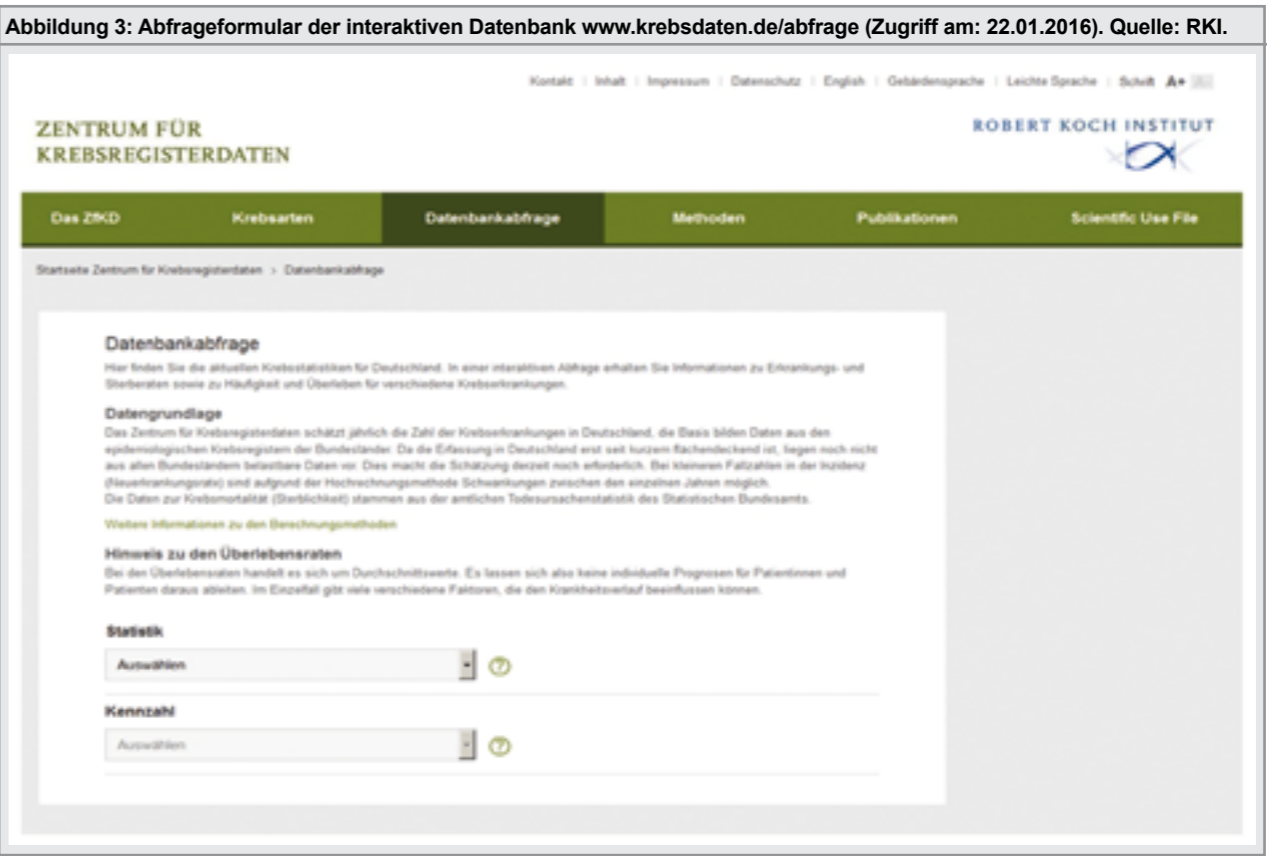 Abbildung 3: Abfrageformular der interaktiven Datenbank www.krebsdaten.de/abfrage (Zugriff am: 22.01.2016). Quelle: RKI.
Kontakt | Inhalt | Impressum | Datenschutz | English | Gebärdensprache | Leichte Sprache | Schrift A+
ZENTRUM FÜR
KREBSREGISTERDATEN
ROBERT KOCH INSTITUT
Das ZfKD Krebsarten Datenbankabfrage Methoden Publikationen Scientific Use File
Startseite Zentrum für Krebsregisterdaten > Datenbankabfrage
Datenbankabfrage
Hier finden Sie die aktuellen Krebsstatistiken für Deutschland. In einer interaktiven Abfrage erhalten Sie Informationen zu Erkrankungs- und
Sterberaten sowie zu Häufigkeit und Überleben für verschiedene Krebserkrankungen.
Datengrundlage
Das Zentrum für Krebsregisterdaten schätzt jährlich die Zahl der Krebserkrankungen in Deutschland, die Basis bilden Daten aus den
epidemiologischen Krebsregistern der Bundesländer. Da die Erfassung in Deutschland erst seit kurzem flächendeckend ist, liegen noch nicht
aus allen Bundesländern belastbare Daten vor. Dies macht die Schätzung derzeit noch erforderlich. Bei kleineren Fallzahlen in der Inzidenz
(Neuerkrankungsrate) sind aufgrund der Hochrechnungsmethode Schwankungen zwischen den einzelnen Jahren möglich.
Die Daten zur Krebsmortalität (Sterblichkeit) stammen aus der amtlichen Todesursachenstatistik des Statistischen Bundesamts.
Weitere Informationen zu den Berechnungsmethoden
Hinweis zu den Überlebensraten
Bei den Überlebensraten handelt es sich um Durchschnittswerte. Es lassen sich also keine individuelle Prognosen für Patientinnen und
Patienten daraus ableiten. Im Einzelfall gibt viele verschiedene Faktoren, die den Krankheitsverlauf beeinflussen können.
Statistik
Auswählen ?
Kennzahl
Auswählen ?